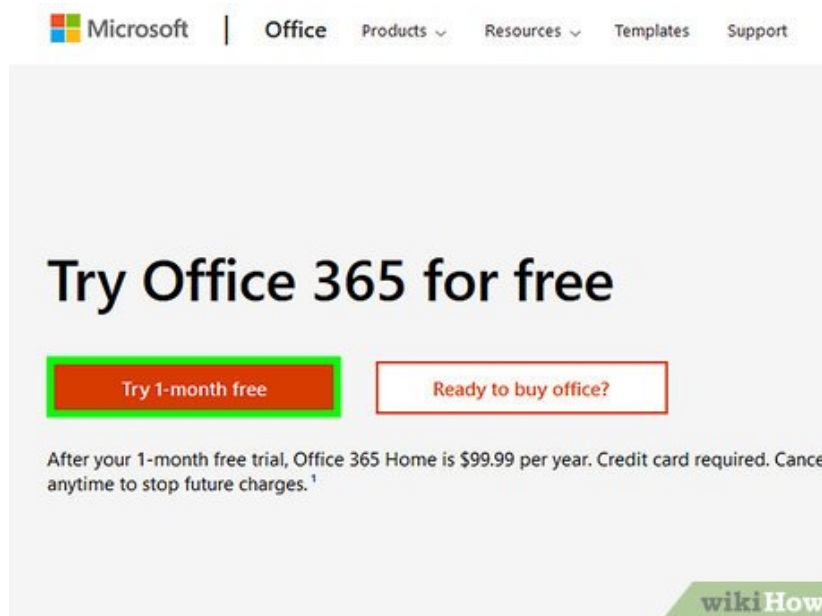 Microsoft | Office Products Resources Templates Support
Try Office 365 for free
Try 1-month free Ready to buy office?
After your 1-month free trial, Office 365 Home is $99.99 per year. Credit card required. Cance
anytime to stop future charges. 1
wikiHow